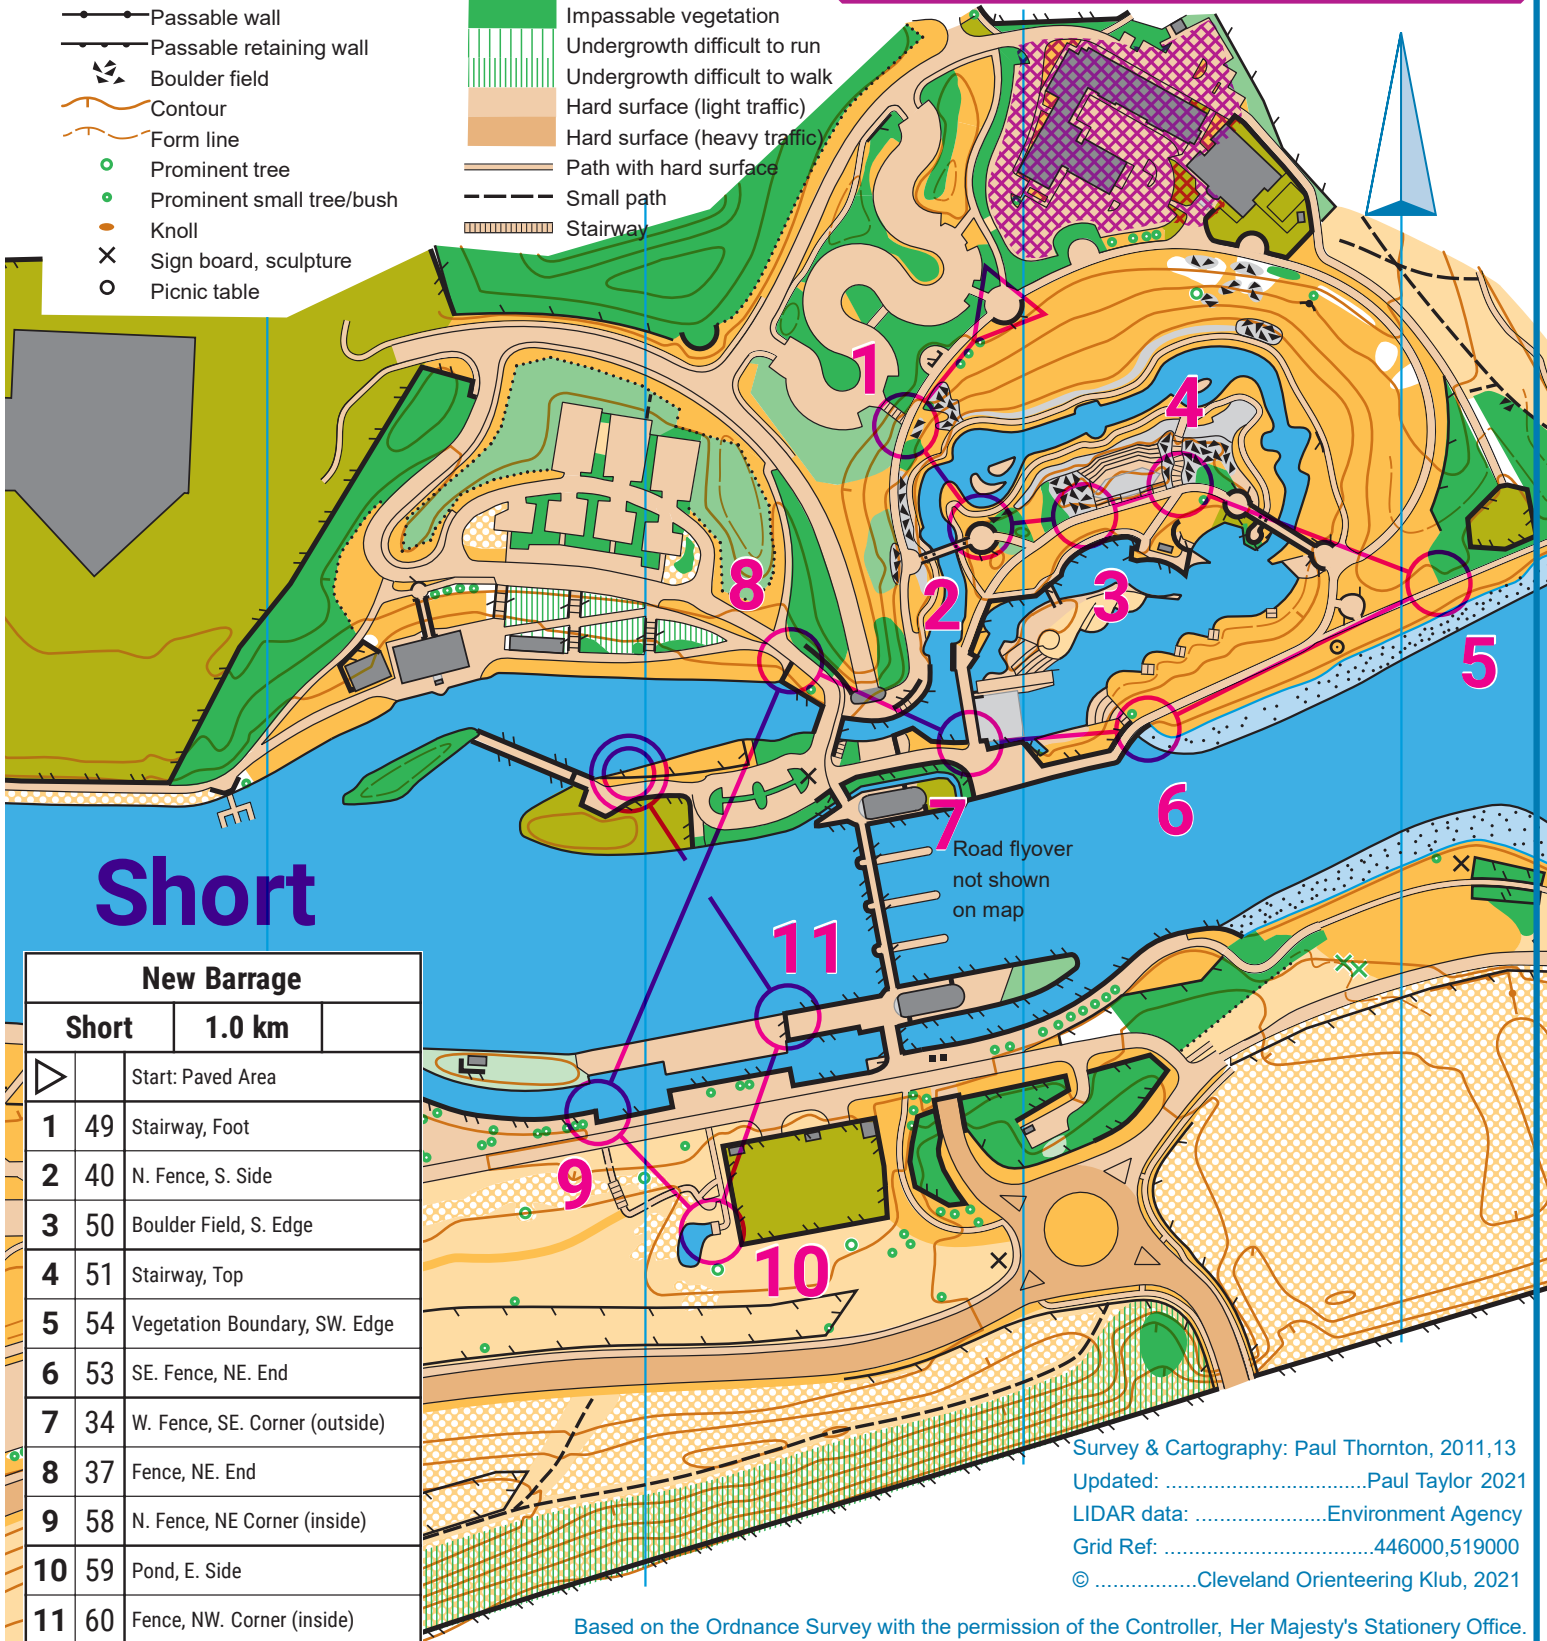 Passable wall
Passable retaining wall
Boulder field
Contour
Form line
Prominent tree
Prominent small tree/bush
Knoll
Sign board, sculpture
Picnic table
Impassable vegetation
Undergrowth difficult to run
Undergrowth difficult to walk
Hard surface (light traffic)
Hard surface (heavy traffic)
Path with hard surface
Small path
Stairway
1
4
8
2
3
5
6
7
Road flyover
not shown
on map
11
9
10
Short
New Barrage
Short 1.0 km
Start: Paved Area
1 49 Stairway, Foot
2 40 N. Fence, S. Side
3 50 Boulder Field, S. Edge
4 51 Stairway, Top
5 54 Vegetation Boundary, SW. Edge
6 53 SE. Fence, NE. End
7 34 W. Fence, SE. Corner (outside)
8 37 Fence, NE. End
9 58 N. Fence, NE Corner (inside)
10 59 Pond, E. Side
11 60 Fence, NW. Corner (inside)
Survey & Cartography: Paul Thornton, 2011,13
Updated: ..................................Paul Taylor 2021
LIDAR data: ......................Environment Agency
Grid Ref: ...................................446000,519000
© .................Cleveland Orienteering Klub, 2021
Based on the Ordnance Survey with the permission of the Controller, Her Majesty's Stationery Office.